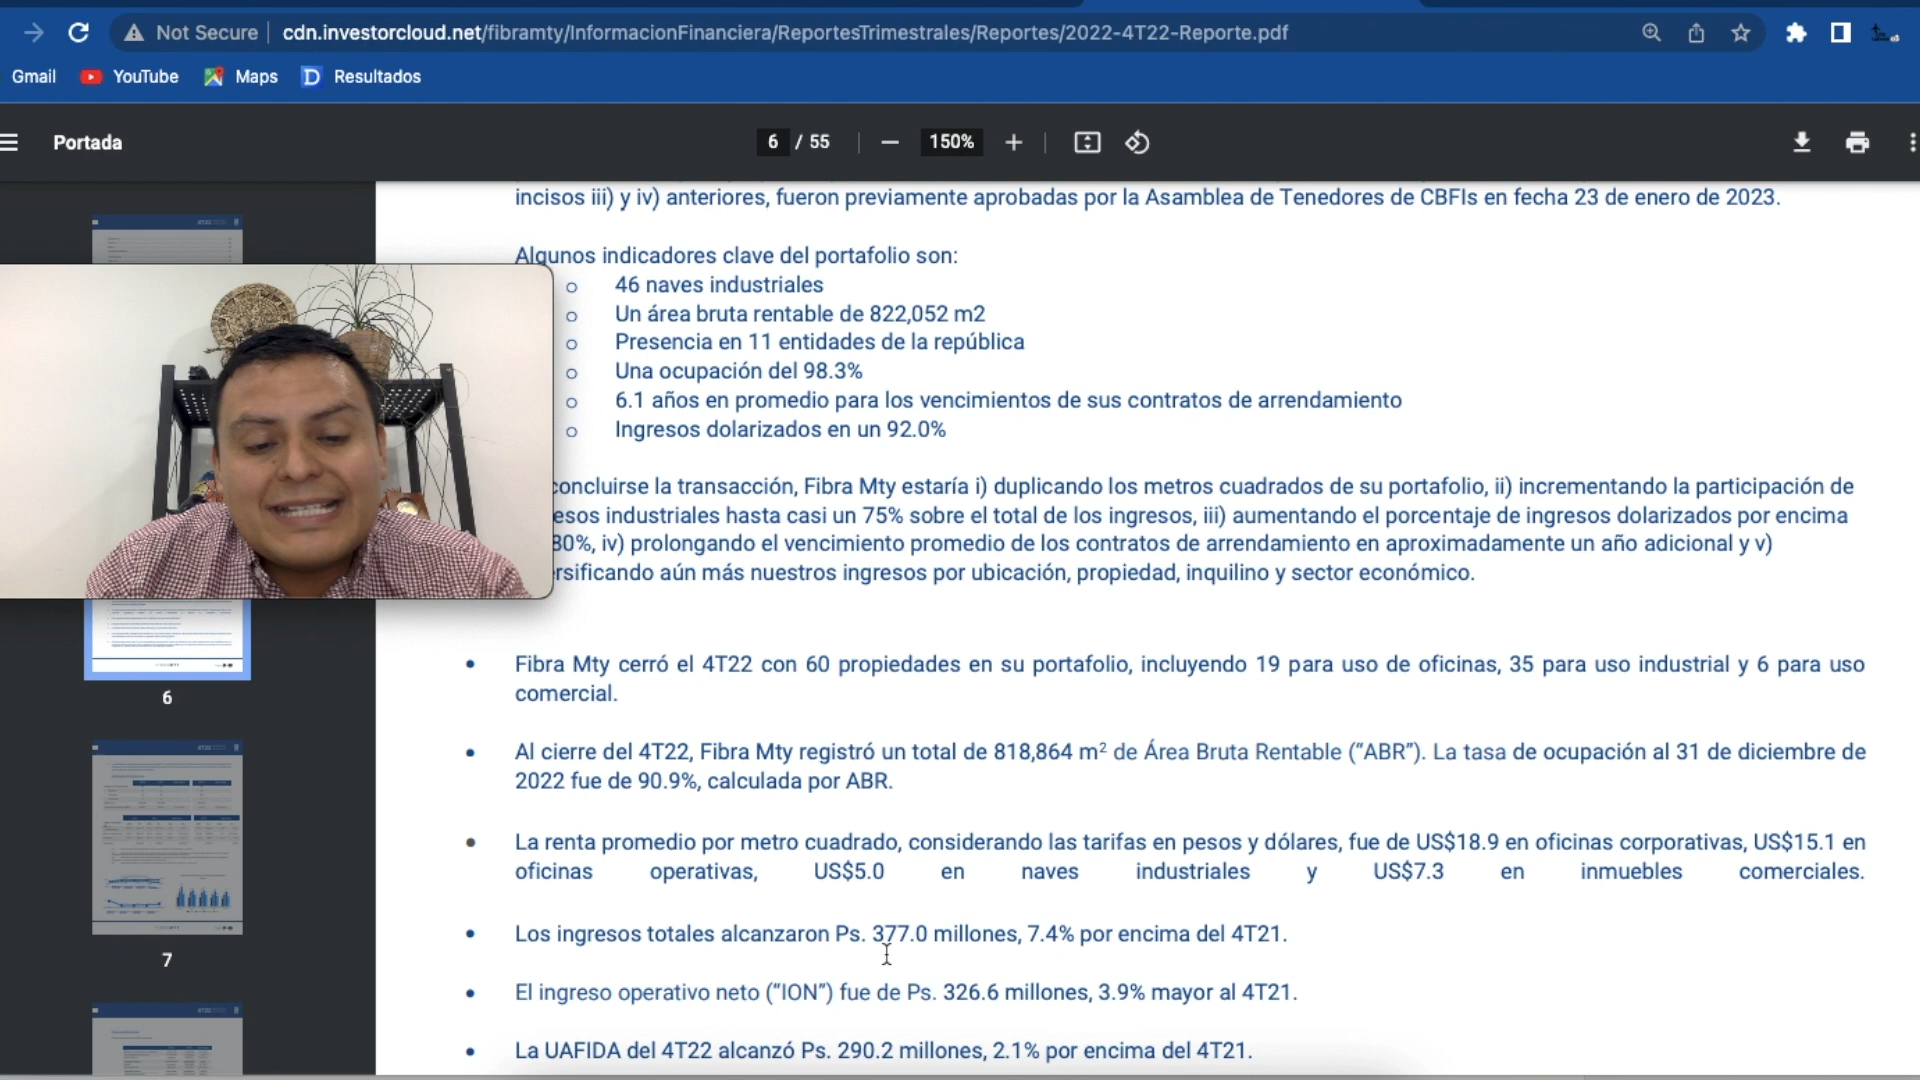 Not Secure
cdn.investorcloud.net/fibramty/InformacionFinanciera/ReportesTrimestrales/Reportes/2022-4T22-Reporte.pdf
Gmail YouTube Maps Resultados
Portada
6 / 55
150%
incisos iii) y iv) anteriores, fueron previamente aprobadas por la Asamblea de Tenedores de CBFIs en fecha 23 de enero de 2023.
Algunos indicadores clave del portafolio son:
46 naves industriales
Un área bruta rentable de 822,052 m2
Presencia en 11 entidades de la república
Una ocupación del 98.3%
6.1 años en promedio para los vencimientos de sus contratos de arrendamiento
Ingresos dolarizados en un 92.0%
concluirse la transacción, Fibra Mty estaría i) duplicando los metros cuadrados de su portafolio, ii) incrementando la participación de
esos industriales hasta casi un 75% sobre el total de los ingresos, iii) aumentando el porcentaje de ingresos dolarizados por encima
80%, iv) prolongando el vencimiento promedio de los contratos de arrendamiento en aproximadamente un año adicional y v)
rsificando aún más nuestros ingresos por ubicación, propiedad, inquilino y sector económico.
• Fibra Mty cerró el 4T22 con 60 propiedades en su portafolio, incluyendo 19 para uso de oficinas, 35 para uso industrial y 6 para uso
comercial.
• Al cierre del 4T22, Fibra Mty registró un total de 818,864 m² de Área Bruta Rentable (“ABR”). La tasa de ocupación al 31 de diciembre de
2022 fue de 90.9%, calculada por ABR.
• La renta promedio por metro cuadrado, considerando las tarifas en pesos y dólares, fue de US$18.9 en oficinas corporativas, US$15.1 en
oficinas operativas, US$5.0 en naves industriales y US$7.3 en inmuebles comerciales.
• Los ingresos totales alcanzaron Ps. 377.0 millones, 7.4% por encima del 4T21.
• El ingreso operativo neto (“ION”) fue de Ps. 326.6 millones, 3.9% mayor al 4T21.
• La UAFIDA del 4T22 alcanzó Ps. 290.2 millones, 2.1% por encima del 4T21.
6
7